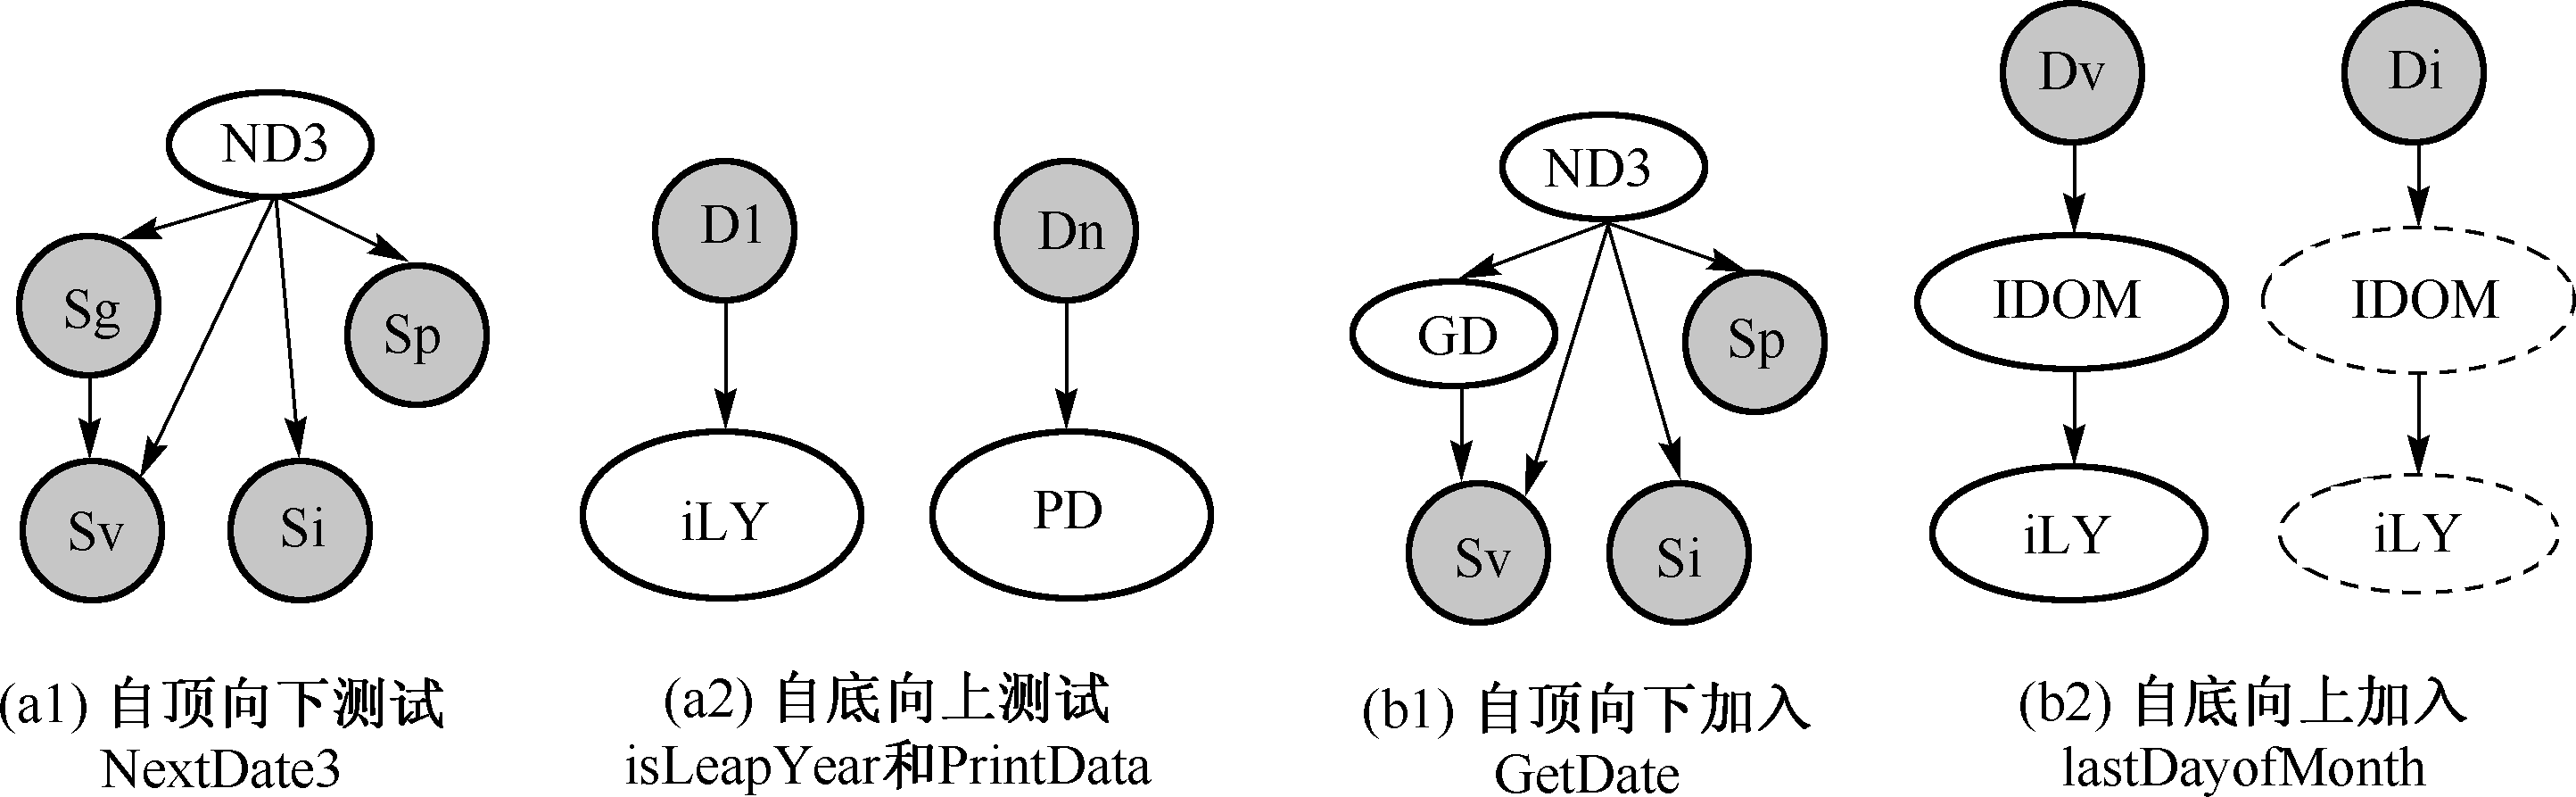 ND3
Sg
Sp
Sv
Si
(a1) 自顶向下测试
NextDate3
D1
Dn
iLY
PD
(a2) 自底向上测试
isLeapYear和PrintData
ND3
GD
Sp
Sv
Si
(b1) 自顶向下加入
GetDate
Dv
Di
IDOM
IDOM
iLY
iLY
(b2) 自底向上加入
lastDayofMonth